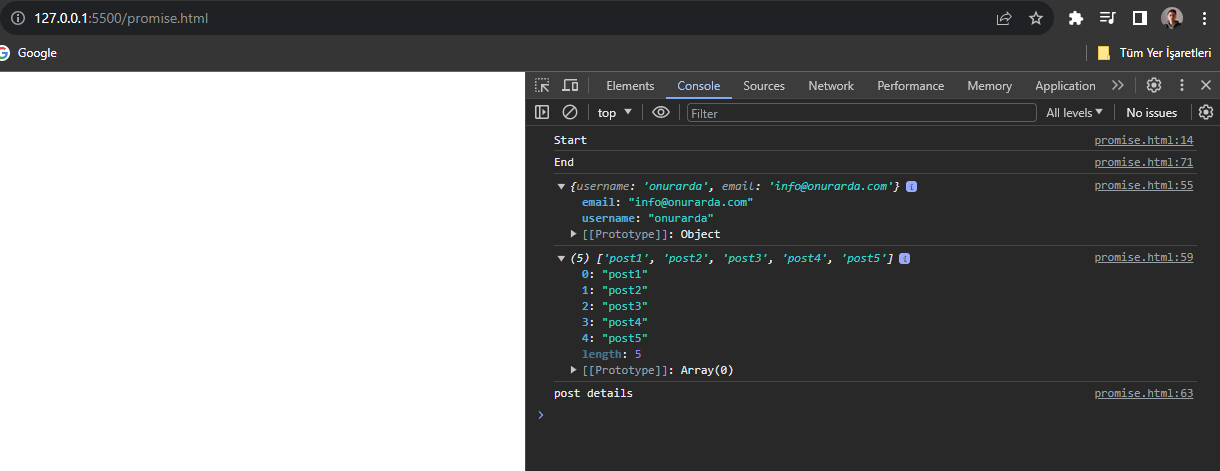 127.0.0.1:5500/promise.html
Google
Tüm Yer İşaretleri
Elements Console Sources Network Performance Memory Application
top Filter All levels No issues
Start promise.html:14
End promise.html:71
{username: 'onurarda', email: 'info@onurarda.com'} promise.html:55
email: "info@onurarda.com"
username: "onurarda"
[[Prototype]]: Object
(5) ['post1', 'post2', 'post3', 'post4', 'post5'] promise.html:59
0: "post1"
1: "post2"
2: "post3"
3: "post4"
4: "post5"
length: 5
[[Prototype]]: Array(0)
post details promise.html:63